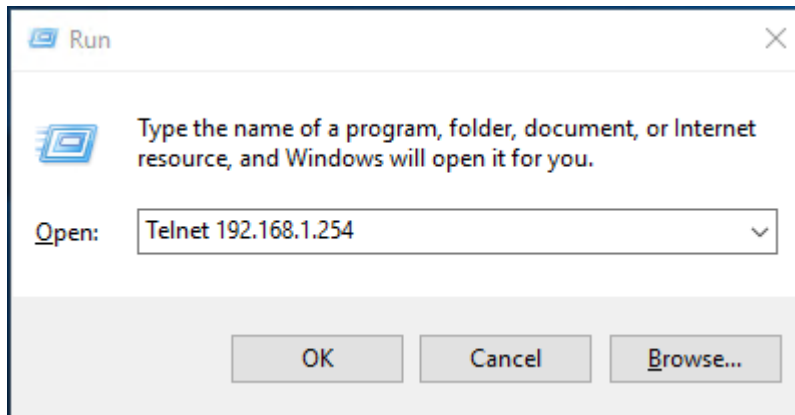 Run
Type the name of a program, folder, document, or Internet
resource, and Windows will open it for you.
Open: Telnet 192.168.1.254
OK Cancel Browse...